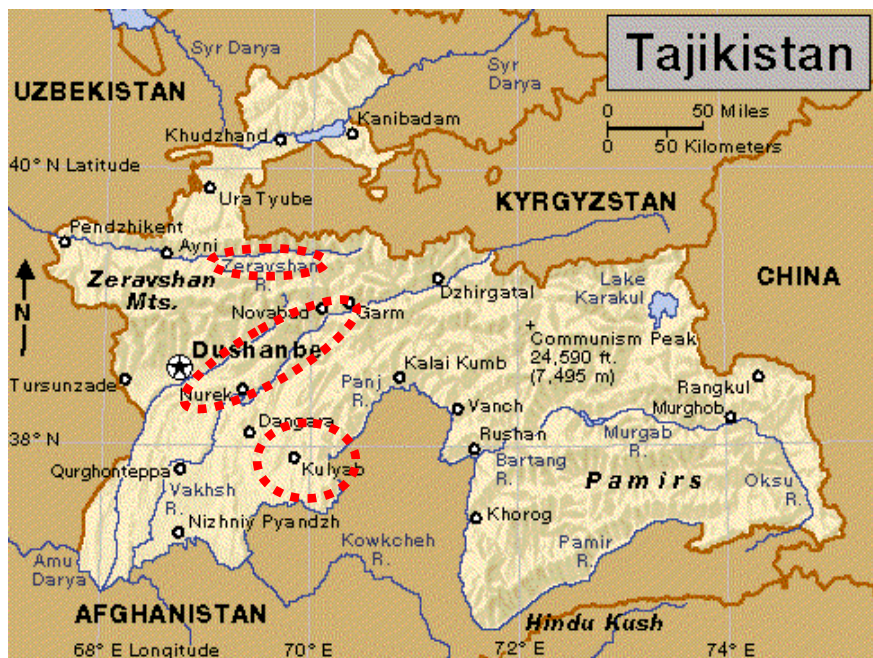 Tajikistan
Syr Darya
Syr
Darya
UZBEKISTAN
0 50 Miles
0 50 Kilometers
Kanibadam
Khudzhand
40° N Latitude
Ura Tyube
KYRGYZSTAN
Pendzhikent
Ayni
Zeravshan
R.
Zeravshan
Mts.
CHINA
Lake
Karakul
Dzhirgatal
N
Novabad
Garm
Communism Peak
24,590 ft.
(7,495 m)
Dushanbe
Kalai Kumb
Tursunzade
Nurek
Panj
R.
Rangkul
Vanch
Murghob
Dangara
38° N
Rushan
Murgab
R.
Qurghonteppa
Kulyab
Bartang
R.
Pamirs
Oksu
R.
Vakhsh
R.
Nizhniy Pyandzh
Khorog
Kowkcheh
R.
Pamir
R.
Amu
Darya
AFGHANISTAN
Hindu Kush
68° E Longitude
70° E
72° E
74° E